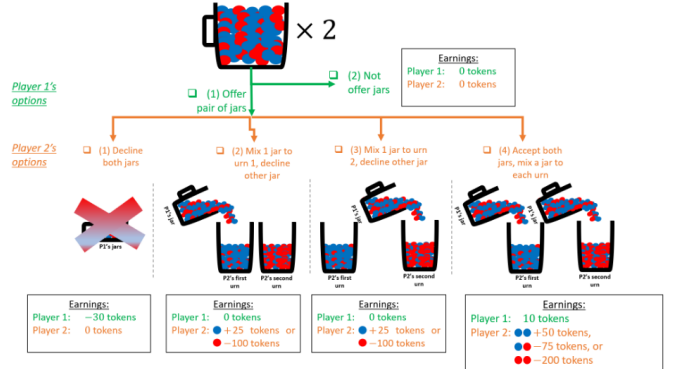 × 2
Earnings:
Player 1: 0 tokens
Player 2: 0 tokens
Player 1's
options
(2) Not
offer jars
(1) Offer
pair of jars
Player 2's
options
(1) Decline
both jars
(2) Mix 1 jar to
urn 1, decline
other jar
(3) Mix 1 jar to urn
2, decline other jar
(4) Accept both
jars, mix a jar to
each urn
P1's jars
P1's jar
P2's first
urn
P2's second
urn
P1's jar
P2's first
urn
P2's second
urn
P1's jar
P1's jar
P2's first
urn
P2's second
urn
Earnings:
Player 1: −30 tokens
Player 2: 0 tokens
Earnings:
Player 1: 0 tokens
Player 2: +25 tokens or
−100 tokens
Earnings:
Player 1: 0 tokens
Player 2: +25 tokens or
−100 tokens
Earnings:
Player 1: 10 tokens
Player 2: +50 tokens,
−75 tokens, or
−200 tokens